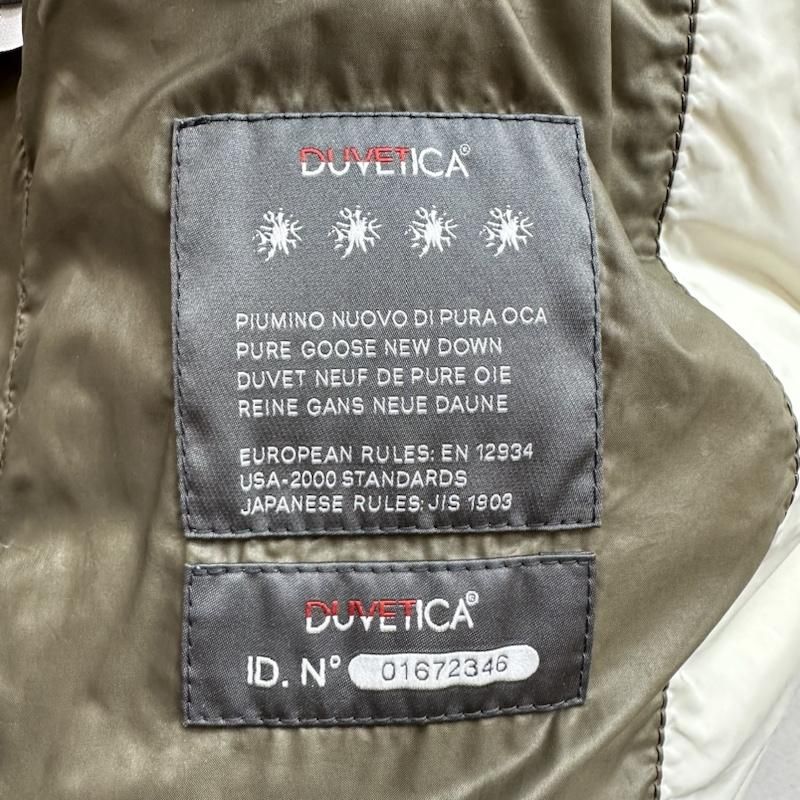 DUVETICA®
PIUMINO NUOVO DI PURA OCA
PURE GOOSE NEW DOWN
DUVET NEUF DE PURE OIE
REINE GANS NEUE DAUNE
EUROPEAN RULES: EN 12934
USA-2000 STANDARDS
JAPANESE RULES: JIS 1903
DUVETICA®
ID. N° 01672346